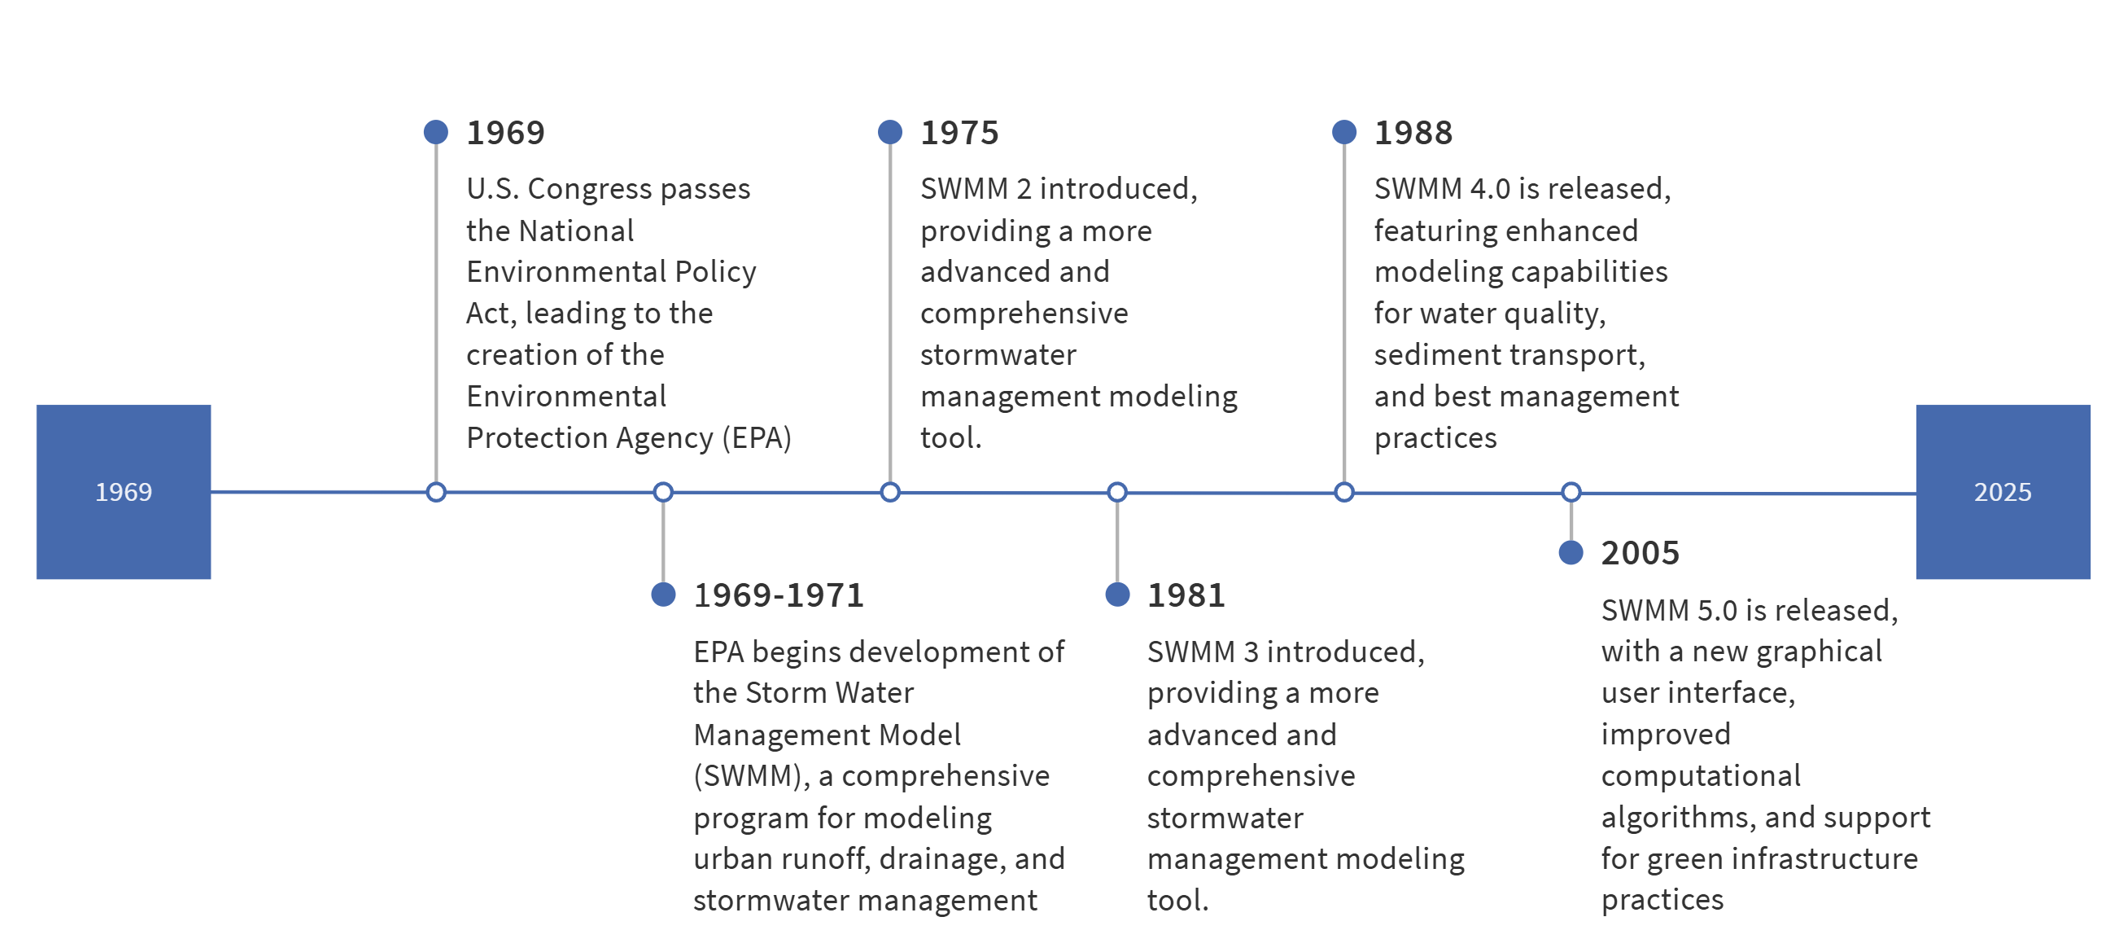 1969
U.S. Congress passes
the National
Environmental Policy
Act, leading to the
creation of the
Environmental
Protection Agency (EPA)
1975
SWMM 2 introduced,
providing a more
advanced and
comprehensive
stormwater
management modeling
tool.
1988
SWMM 4.0 is released,
featuring enhanced
modeling capabilities
for water quality,
sediment transport,
and best management
practices
1969
2025
1969-1971
EPA begins development of
the Storm Water
Management Model
(SWMM), a comprehensive
program for modeling
urban runoff, drainage, and
stormwater management
1981
SWMM 3 introduced,
providing a more
advanced and
comprehensive
stormwater
management modeling
tool.
2005
SWMM 5.0 is released,
with a new graphical
user interface,
improved
computational
algorithms, and support
for green infrastructure
practices